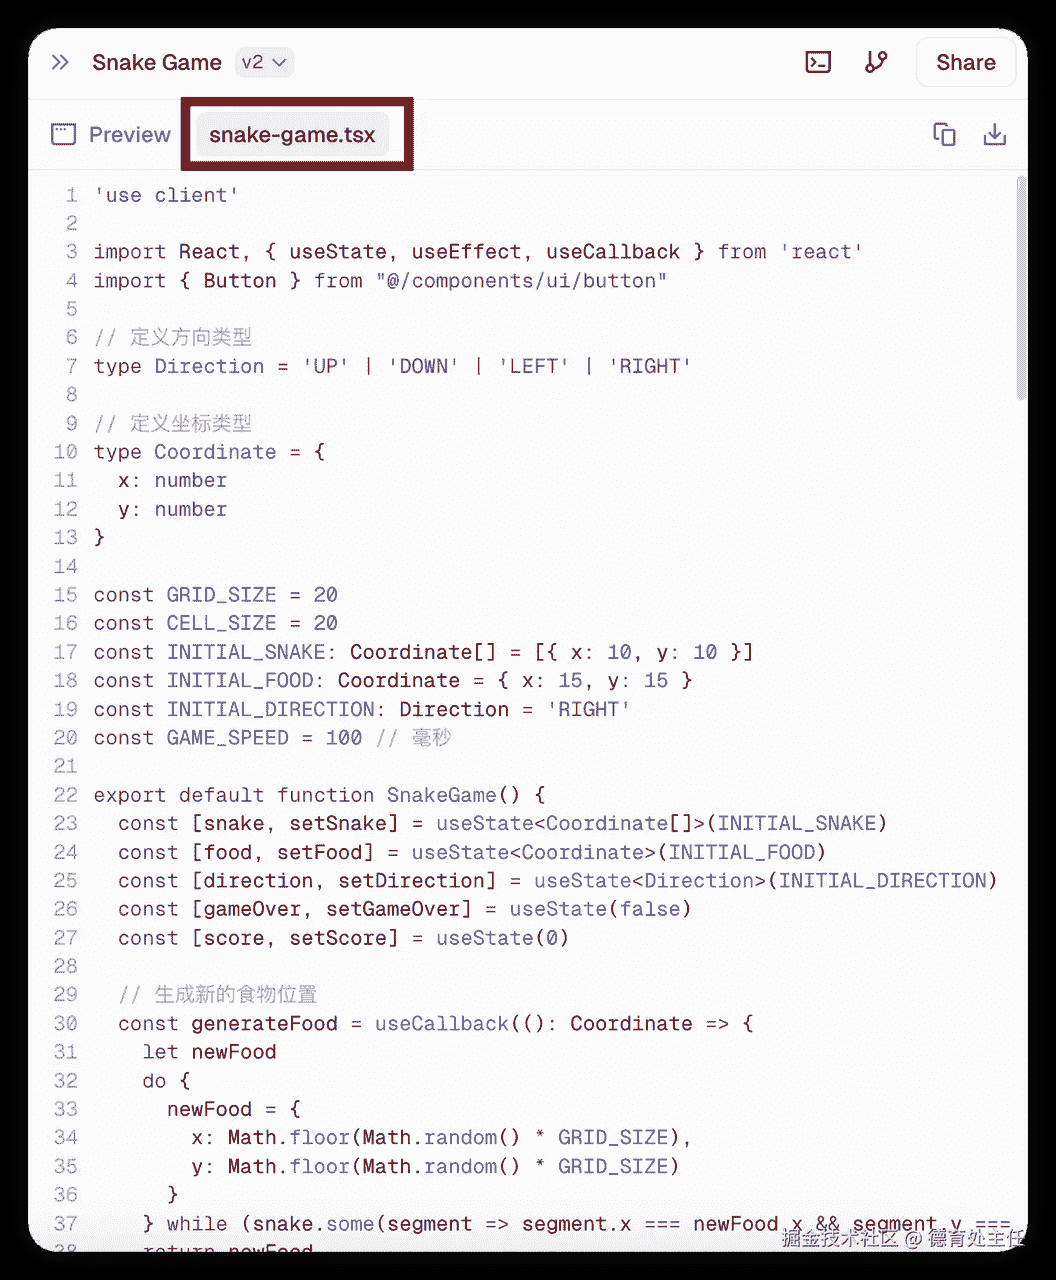 Snake Game v2 Share
Preview snake-game.tsx
1 'use client'
2
3 import React, { useState, useEffect, useCallback } from 'react'
4 import { Button } from "@/components/ui/button"
5
6 // 定义方向类型
7 type Direction = 'UP' | 'DOWN' | 'LEFT' | 'RIGHT'
8
9 // 定义坐标类型
10 type Coordinate = {
11   x: number
12   y: number
13 }
14
15 const GRID_SIZE = 20
16 const CELL_SIZE = 20
17 const INITIAL_SNAKE: Coordinate[] = [{ x: 10, y: 10 }]
18 const INITIAL_FOOD: Coordinate = { x: 15, y: 15 }
19 const INITIAL_DIRECTION: Direction = 'RIGHT'
20 const GAME_SPEED = 100 // 毫秒
21
22 export default function SnakeGame() {
23   const [snake, setSnake] = useState<Coordinate[]>(INITIAL_SNAKE)
24   const [food, setFood] = useState<Coordinate>(INITIAL_FOOD)
25   const [direction, setDirection] = useState<Direction>(INITIAL_DIRECTION)
26   const [gameOver, setGameOver] = useState(false)
27   const [score, setScore] = useState(0)
28
29   // 生成新的食物位置
30   const generateFood = useCallback((): Coordinate => {
31     let newFood
32     do {
33       newFood = {
34         x: Math.floor(Math.random() * GRID_SIZE),
35         y: Math.floor(Math.random() * GRID_SIZE)
36       }
37     } while (snake.some(segment => segment.x === newFood.x && segment.y ===
38     return newFood
掘金技术社区 @ 德育处主任